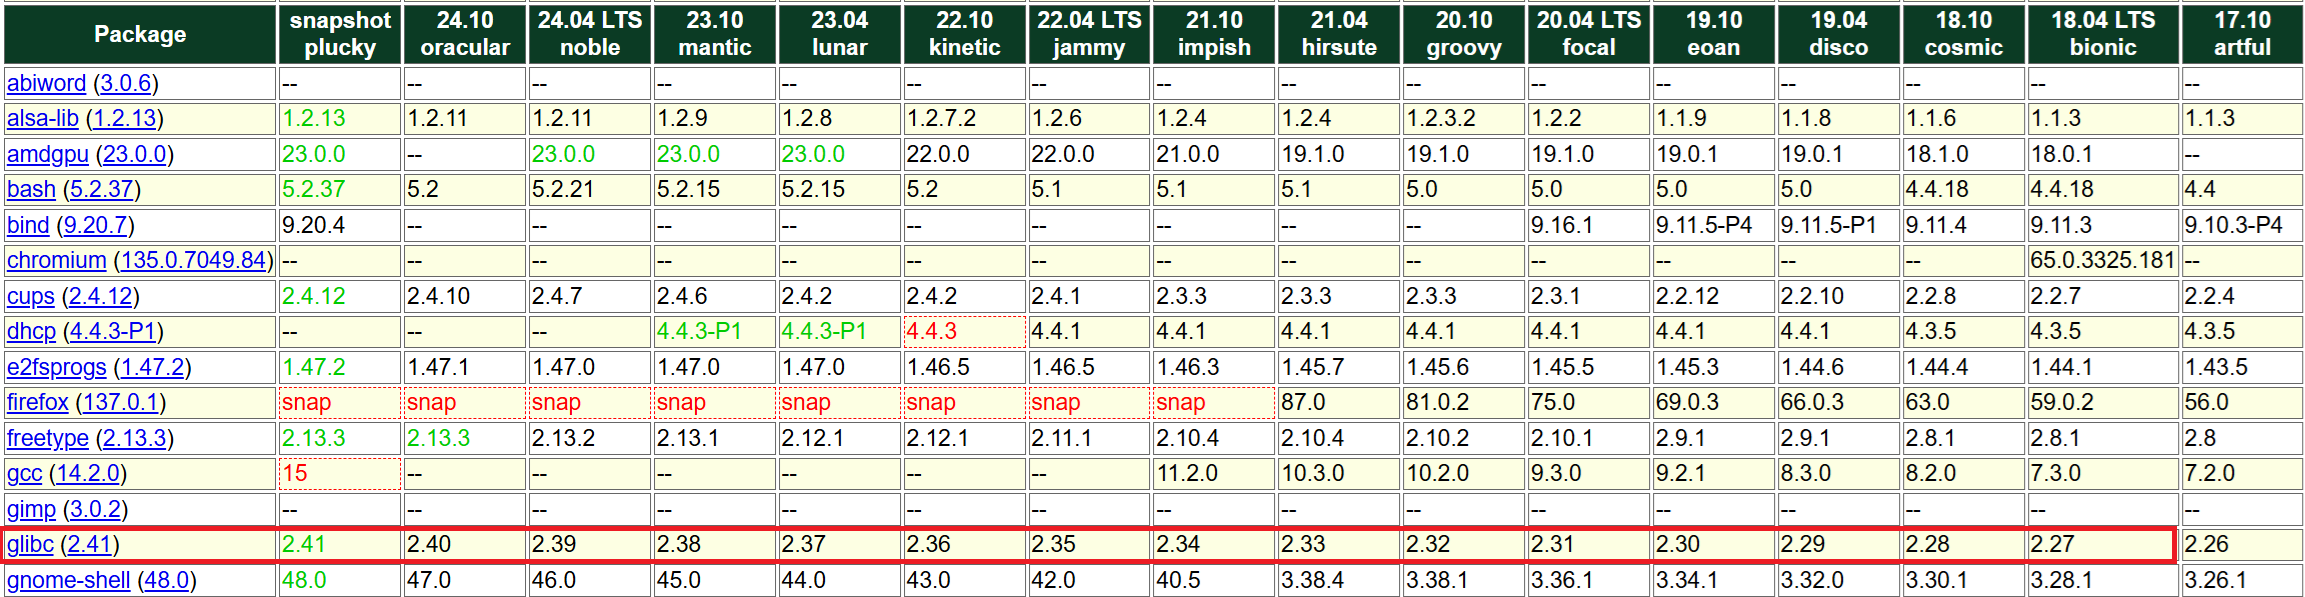 Package snapshot plucky 24.10 oracular 24.04 LTS noble 23.10 mantic 23.04 lunar 22.10 kinetic 22.04 LTS jammy 21.10 impish 21.04 hirsute 20.10 groovy 20.04 LTS focal 19.10 eoan 19.04 disco 18.10 cosmic 18.04 LTS bionic 17.10 artful
abiword (3.0.6) -- -- -- -- -- -- -- -- -- -- -- -- -- -- -- --
alsa-lib (1.2.13) 1.2.13 1.2.11 1.2.11 1.2.9 1.2.8 1.2.7.2 1.2.6 1.2.4 1.2.4 1.2.3.2 1.2.2 1.1.9 1.1.8 1.1.6 1.1.3 1.1.3
amdgpu (23.0.0) 23.0.0 -- 23.0.0 23.0.0 23.0.0 22.0.0 22.0.0 21.0.0 19.1.0 19.1.0 19.1.0 19.0.1 19.0.1 18.1.0 18.0.1 --
bash (5.2.37) 5.2.37 5.2 5.2.21 5.2.15 5.2.15 5.2 5.1 5.1 5.1 5.0 5.0 5.0 5.0 4.4.18 4.4.18 4.4
bind (9.20.7) 9.20.4 -- -- -- -- -- -- -- -- -- 9.16.1 9.11.5-P4 9.11.5-P1 9.11.4 9.11.3 9.10.3-P4
chromium (135.0.7049.84) -- -- -- -- -- -- -- -- -- -- -- -- -- -- 65.0.3325.181 --
cups (2.4.12) 2.4.12 2.4.10 2.4.7 2.4.6 2.4.2 2.4.2 2.4.1 2.3.3 2.3.3 2.3.3 2.3.1 2.2.12 2.2.10 2.2.8 2.2.7 2.2.4
dhcp (4.4.3-P1) -- -- -- 4.4.3-P1 4.4.3-P1 4.4.3 4.4.1 4.4.1 4.4.1 4.4.1 4.4.1 4.4.1 4.4.1 4.3.5 4.3.5 4.3.5
e2fsprogs (1.47.2) 1.47.2 1.47.1 1.47.0 1.47.0 1.47.0 1.46.5 1.46.5 1.46.3 1.45.7 1.45.6 1.45.5 1.45.3 1.44.6 1.44.4 1.44.1 1.43.5
firefox (137.0.1) snap snap snap snap snap snap snap snap 87.0 81.0.2 75.0 69.0.3 66.0.3 63.0 59.0.2 56.0
freetype (2.13.3) 2.13.3 2.13.3 2.13.2 2.13.1 2.12.1 2.12.1 2.11.1 2.10.4 2.10.4 2.10.2 2.10.1 2.9.1 2.9.1 2.8.1 2.8.1 2.8
gcc (14.2.0) 15 -- -- -- -- -- -- 11.2.0 10.3.0 10.2.0 9.3.0 9.2.1 8.3.0 8.2.0 7.3.0 7.2.0
gimp (3.0.2) -- -- -- -- -- -- -- -- -- -- -- -- -- -- -- --
glibc (2.41) 2.41 2.40 2.39 2.38 2.37 2.36 2.35 2.34 2.33 2.32 2.31 2.30 2.29 2.28 2.27 2.26
gnome-shell (48.0) 48.0 47.0 46.0 45.0 44.0 43.0 42.0 40.5 3.38.4 3.38.1 3.36.1 3.34.1 3.32.0 3.30.1 3.28.1 3.26.1